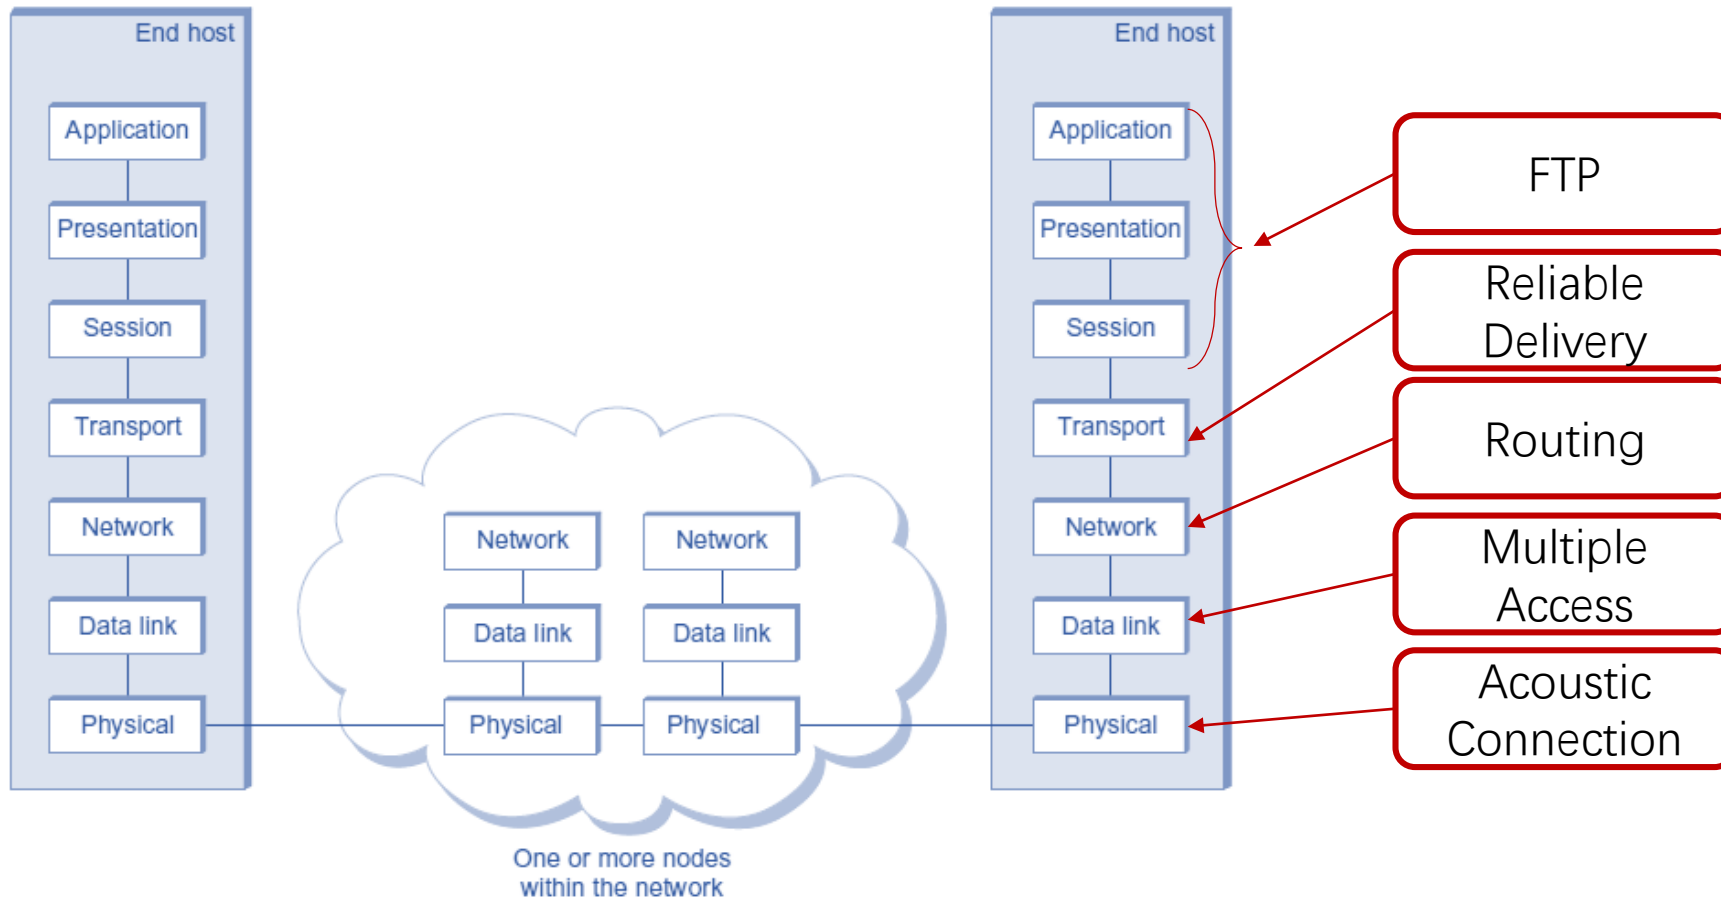 End host
Application
Presentation
Session
Transport
Network
Data link
Physical
Network
Data link
Physical
Network
Data link
Physical
One or more nodes
within the network
End host
Application
Presentation
Session
Transport
Network
Data link
Physical
FTP
Reliable
Delivery
Routing
Multiple
Access
Acoustic
Connection